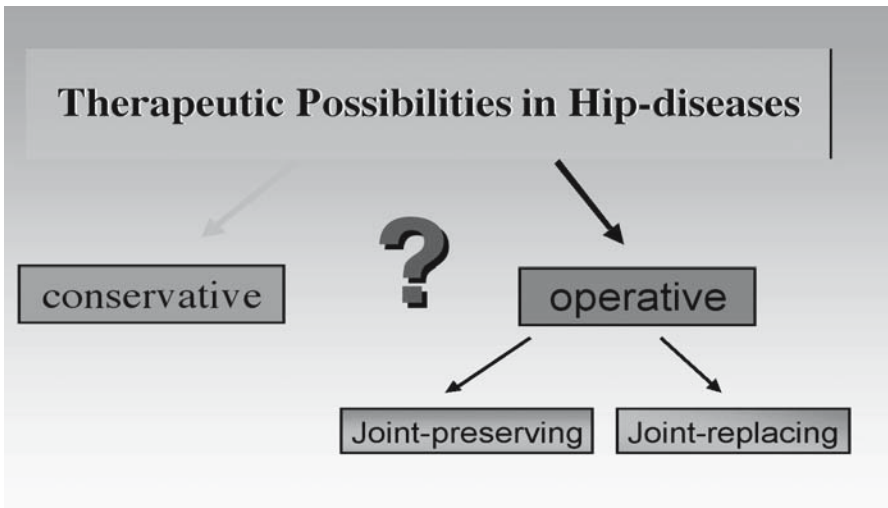 Therapeutic Possibilities in Hip-diseases
?
conservative
operative
Joint-preserving
Joint-replacing